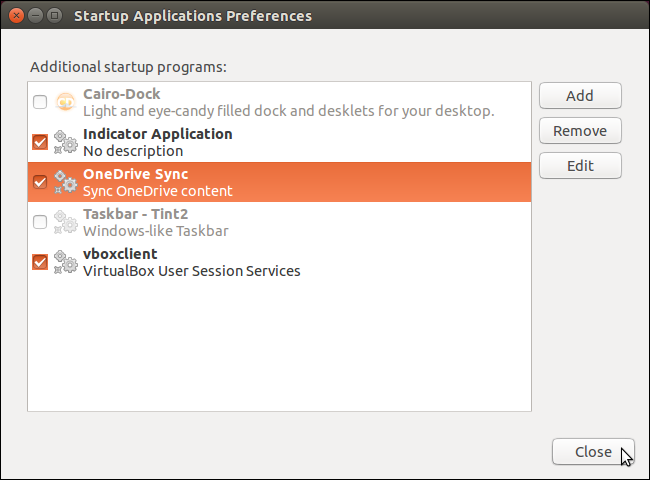 Startup Applications Preferences
Additional startup programs:
Cairo-Dock
Light and eye-candy filled dock and desklets for your desktop.
Indicator Application
No description
OneDrive Sync
Sync OneDrive content
Taskbar - Tint2
Windows-like Taskbar
vboxclient
VirtualBox User Session Services
Add
Remove
Edit
Close